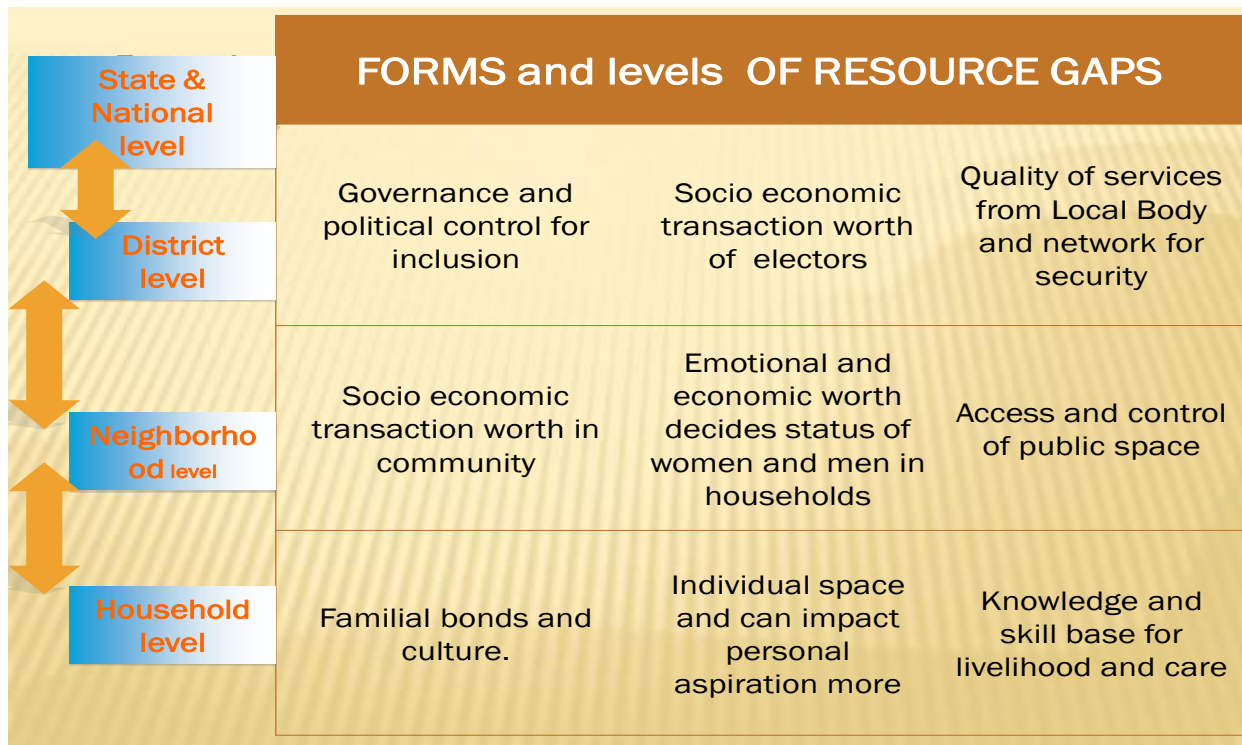 FORMS and levels OF RESOURCE GAPS
State &
National
level
District
level
Neighborho
od level
Household
level
Governance and
political control for
inclusion
Socio economic
transaction worth
of electors
Quality of services
from Local Body
and network for
security
Socio economic
transaction worth in
community
Emotional and
economic worth
decides status of
women and men in
households
Access and control
of public space
Familial bonds and
culture.
Individual space
and can impact
personal
aspiration more
Knowledge and
skill base for
livelihood and care